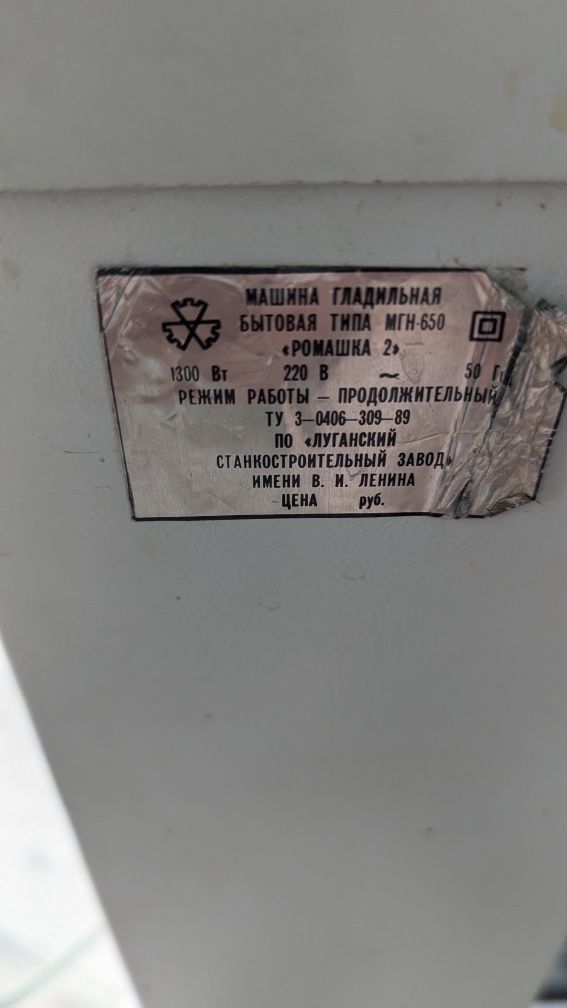 МАШИНА ГЛАДИЛЬНАЯ
БЫТОВАЯ ТИПА МГН-650
«РОМАШКА 2»
1300 Вт 220 В ~ 50 Гц
РЕЖИМ РАБОТЫ – ПРОДОЛЖИТЕЛЬНЫЙ
ТУ 3–0406–309–89
ПО «ЛУГАНСКИЙ
СТАНКОСТРОИТЕЛЬНЫЙ ЗАВОД»
ИМЕНИ В. И. ЛЕНИНА
ЦЕНА руб.